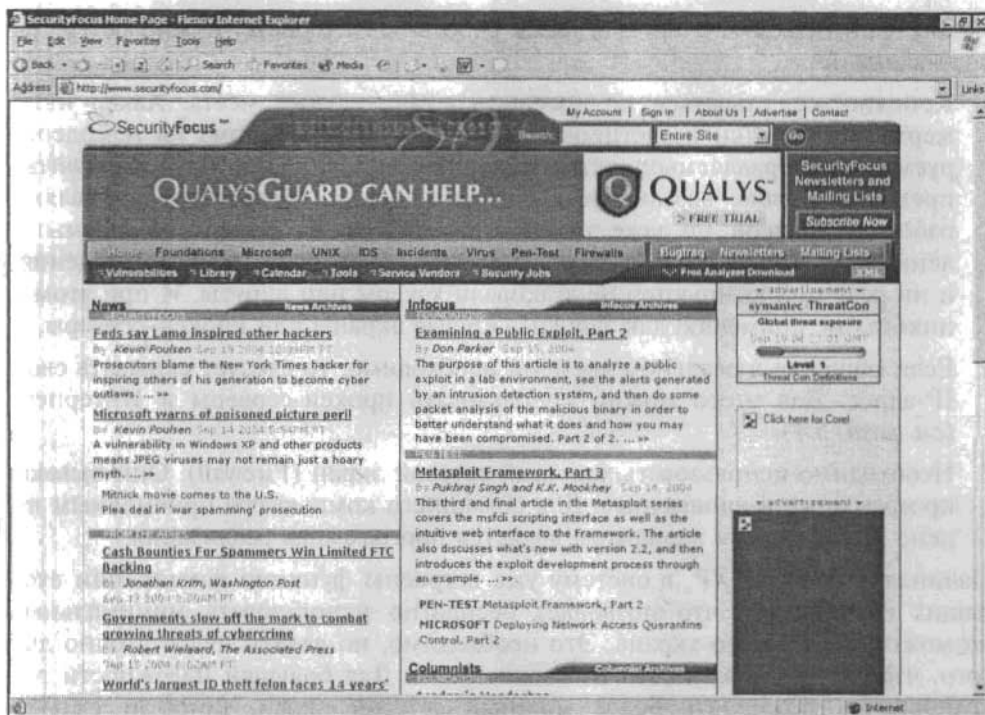 SecurityFocus Home Page - Flenov Internet Explorer
File Edit View Favorites Tools Help
Back Search Favorites Media
Address http://www.securityfocus.com/ Links
My Account | Sign in | About Us | Advertise | Contact
SecurityFocus™ Search: Entire Site Go
QUALYSGUARD CAN HELP...
QUALYS™
> FREE TRIAL
SecurityFocus
Newsletters and
Mailing Lists
Subscribe Now
Home Foundations Microsoft UNIX IDS Incidents Virus Pen-Test Firewalls Bugtraq Newsletters Mailing Lists
Vulnerabilities Library Calendar Tools Service Vendors Security Jobs Free Analyzer Download
News News Archives
Feds say Lamo inspired other hackers
By Kevin Poulsen Sep 15 2004
Prosecutors blame the New York Times hacker for
inspiring others of his generation to become cyber
outlaws. ... »
Microsoft warns of poisoned picture peril
By Kevin Poulsen Sep 14 2004
A vulnerability in Windows XP and other products
means JPEG viruses may not remain just a hoary
myth. ... »
Mitnick movie comes to the U.S.
Plea deal in 'war spamming' prosecution
Cash Bounties For Spammers Win Limited FTC
Backing
By Jonathan Krim, Washington Post
Governments slow off the mark to combat
growing threats of cybercrime
By Robert Wielaard, The Associated Press
World's largest ID theft felon faces 14 years'
Infocus Infocus Archives
Examining a Public Exploit, Part 2
By Don Parker Sep 15, 2004
The purpose of this article is to analyze a public
exploit in a lab environment, see the alerts generated
by an intrusion detection system, and then do some
packet analysis of the malicious binary in order to
better understand what it does and how you may
have been compromised. Part 2 of 2. ... »
Metasploit Framework, Part 3
By Pukhraj Singh and K.K. Mookhey Sep 14, 2004
This third and final article in the Metasploit series
covers the msfcli scripting interface as well as the
intuitive web interface to the Framework. The article
also discusses what's new with version 2.2, and then
introduces the exploit development process through
an example. ... »
PEN-TEST Metasploit Framework, Part 2
MICROSOFT Deploying Network Access Quarantine
Control, Part 2
Columnists Columnist Archives
advertisement
symantec ThreatCon
Global threat exposure
Level 1
Threat Con Definitions
Click here for Corel
advertisement
Internet